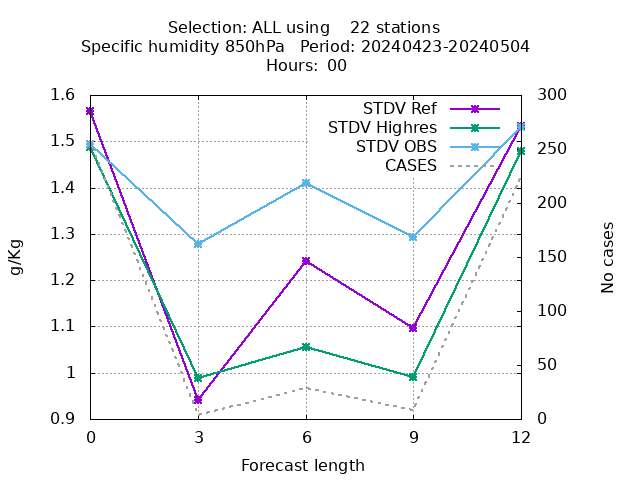 Selection: ALL using    22 stations
Specific humidity 850hPa   Period: 20240423-20240504
Hours: 00
STDV Ref
STDV Highres
STDV OBS
CASES
1.6
1.5
1.4
1.3
1.2
1.1
1
0.9
300
250
200
150
100
50
0
g/Kg
No cases
0 3 6 9 12
Forecast length